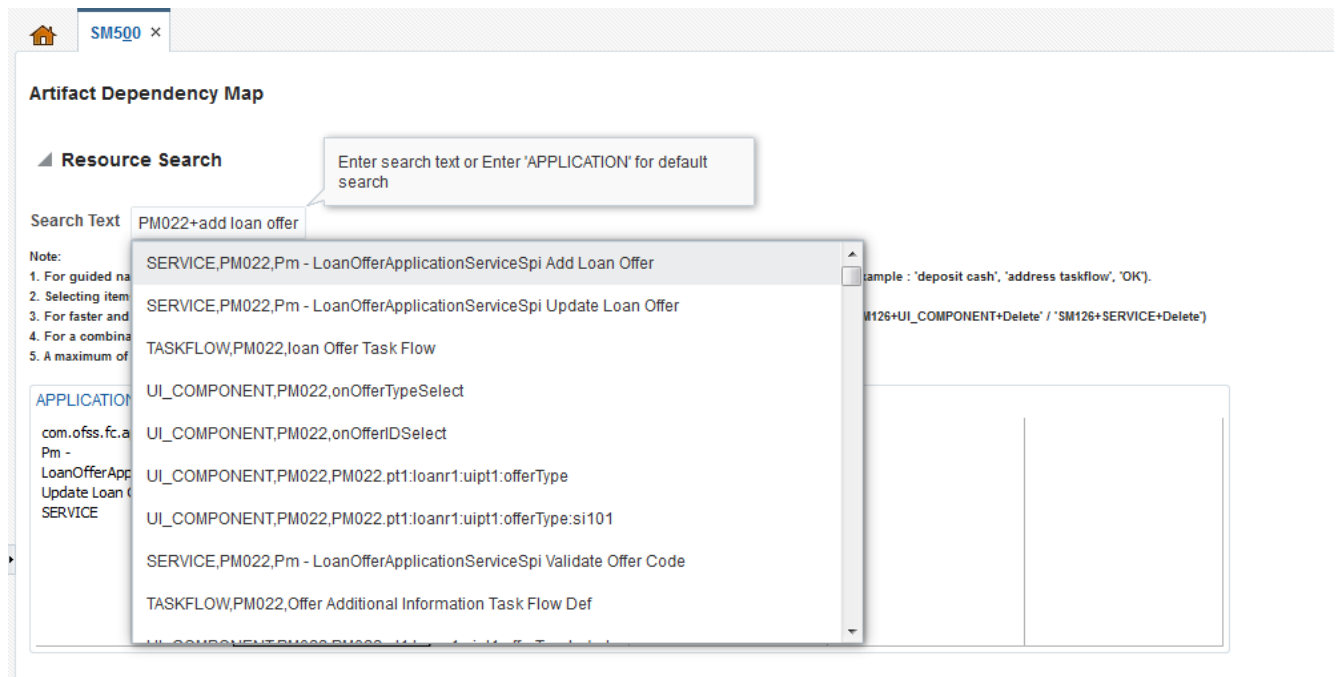 SM500 ×
Artifact Dependency Map
Resource Search
Enter search text or Enter 'APPLICATION' for default
search
Search Text PM022+add loan offer
Note:
SERVICE,PM022,Pm - LoanOfferApplicationServiceSpi Add Loan Offer
1. For guided
: 'deposit cash', 'address taskflow', 'OK').
2. Selecting
SERVICE,PM022,Pm - LoanOfferApplicationServiceSpi Update Loan Offer
3. For faster and
'SM126+UI_COMPONENT+Delete' / 'SM126+SERVICE+Delete')
4. For a
TASKFLOW,PM022,loan Offer Task Flow
5. A maximum of
UI_COMPONENT,PM022,onOfferTypeSelect
APPLICATION
com.ofss.fc.a
UI_COMPONENT,PM022,onOfferIDSelect
Pm -
LoanOfferApp
UI_COMPONENT,PM022,PM022.pt1:loanr1:uipt1:offerType
Update Loan
SERVICE
UI_COMPONENT,PM022,PM022.pt1:loanr1:uipt1:offerType:si101
SERVICE,PM022,Pm - LoanOfferApplicationServiceSpi Validate Offer Code
TASKFLOW,PM022,Offer Additional Information Task Flow Def